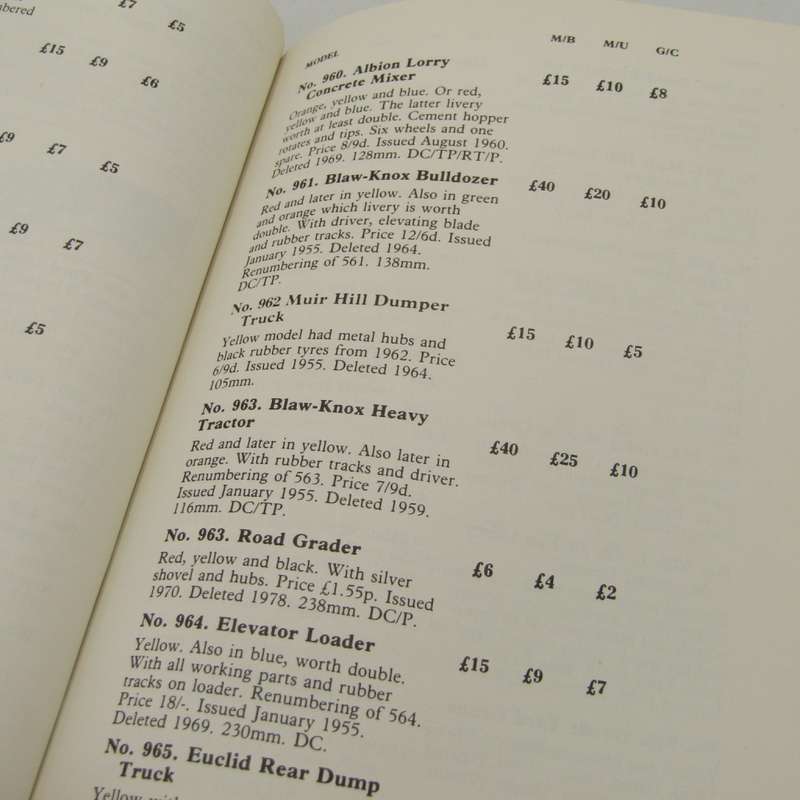 £7
£5
£15 £9
£6
£9 £7
£5
£9
£7
£5
MODEL M/B M/U G/C
No. 960. Albion Lorry £15 £10 £8
Concrete Mixer
Orange, yellow and blue. Or red,
yellow and blue. The latter livery
worth at least double. Cement hopper
rotates and tips. Six wheels and one
spare. Price 8/9d. Issued August 1960.
Deleted 1969. 128mm. DC/TP/RT/P.
No. 961. Blaw-Knox Bulldozer £40 £20 £10
Red and later in yellow. Also in green
and orange which livery is worth
double. With driver, elevating blade
and rubber tracks. Price 12/6d. Issued
January 1955. Deleted 1964.
Renumbering of 561. 138mm.
DC/TP.
No. 962 Muir Hill Dumper £15 £10 £5
Truck
Yellow model had metal hubs and
black rubber tyres from 1962. Price
6/9d. Issued 1955. Deleted 1964.
105mm.
No. 963. Blaw-Knox Heavy £40 £25 £10
Tractor
Red and later in yellow. Also later in
orange. With rubber tracks and driver.
Renumbering of 563. Price 7/9d.
Issued January 1955. Deleted 1959.
116mm. DC/TP.
No. 963. Road Grader £6 £4 £2
Red, yellow and black. With silver
shovel and hubs. Price £1.55p. Issued
1970. Deleted 1978. 238mm. DC/P.
No. 964. Elevator Loader £15 £9 £7
Yellow. Also in blue, worth double.
With all working parts and rubber
tracks on loader. Renumbering of 564.
Price 18/-. Issued January 1955.
Deleted 1969. 230mm. DC.
No. 965. Euclid Rear Dump
Truck
Yellow